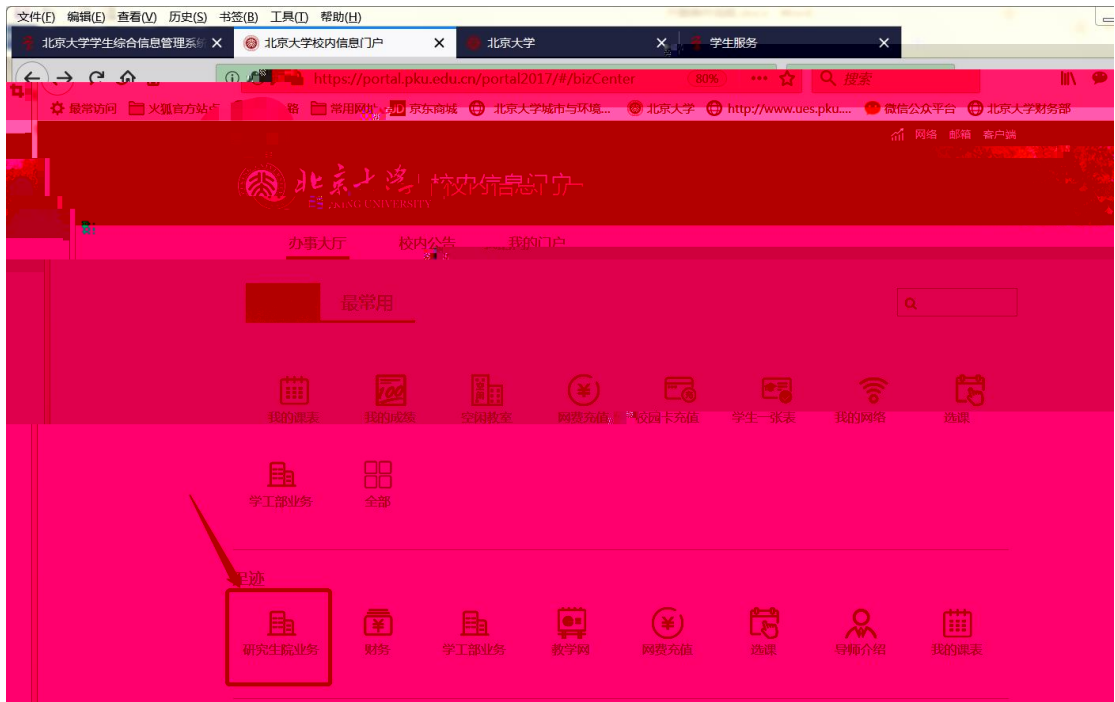 文件(F) 编辑(E) 查看(V) 历史(S) 书签(B) 工具(T) 帮助(H)
北京大学学生综合信息管理系统 北京大学校内信息门户 北京大学 学生服务
https://portal.pku.edu.cn/portal2017/#/bizCenter 80% 搜索
最常访问 火狐官方站点 常用网址 JD 京东商城 北京大学城市与环境... 北京大学 http://www.ues.pku.... 微信公众平台 北京大学财务部
网络 邮箱 客户端
北京大学 校内信息门户
办事大厅 校内公告 我的门户
最常用
我的课表 我的成绩 空闲教室 网费充值 校园卡充值 学生一张表 我的网络 选课
学工部业务 全部
足迹
研究生院业务 财务 学工部业务 教学网 网费充值 选课 导师介绍 我的课表